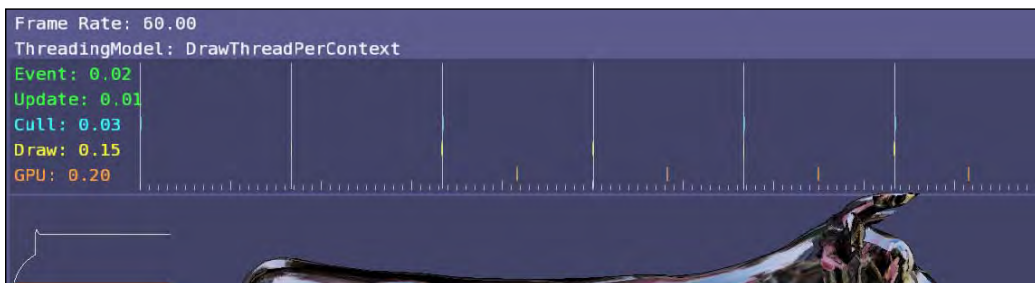 Frame Rate: 60.00
ThreadingModel: DrawThreadPerContext
Event: 0.02
Update: 0.01
Cull: 0.03
Draw: 0.15
GPU: 0.20